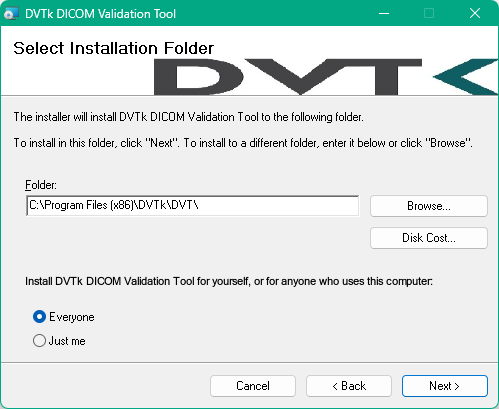 DVTk DICOM Validation Tool
Select Installation Folder
DVTK
The installer will install DVTk DICOM Validation Tool to the following folder.
To install in this folder, click "Next". To install to a different folder, enter it below or click "Browse".
Folder:
C:\Program Files (x86)\DVTk\DVT\
Browse...
Disk Cost...
Install DVTk DICOM Validation Tool for yourself, or for anyone who uses this computer:
Everyone
Just me
Cancel
< Back
Next >